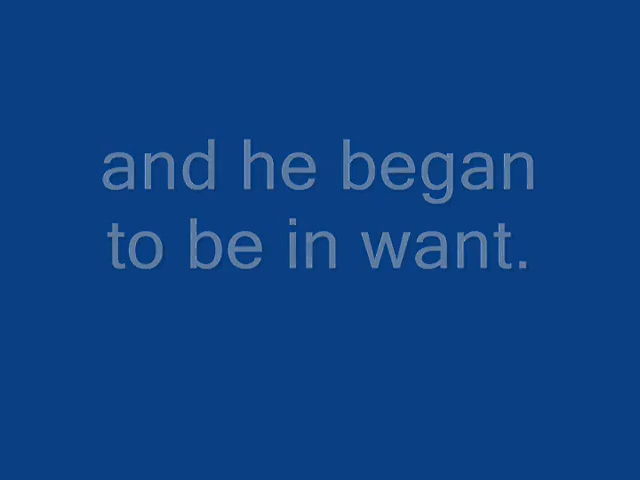 and he began
to be in want.